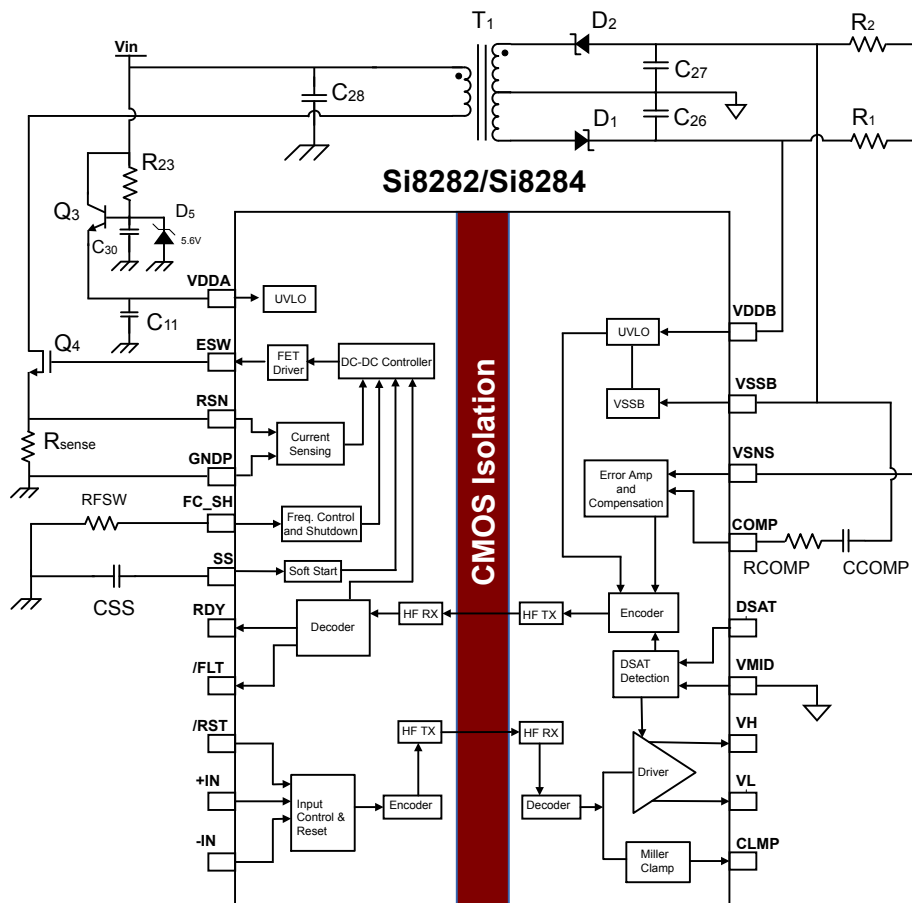 T1
D2
R2
Vin
C28
C27
C26
D1
R1
R23
Si8282/Si8284
Q3
D5
5.6V
C30
VDDA
UVLO
C11
VDDB
UVLO
Q4
ESW
FET
Driver
DC-DC Controller
VSSB
VSSB
RSN
Rsense
Current
Sensing
GNDP
CMOS Isolation
VSNS
Error Amp
and
Compensation
RFSW
FC_SH
Freq. Control
and Shutdown
COMP
RCOMP
CCOMP
SS
Soft Start
CSS
RDY
Decoder
HF RX
HF TX
Encoder
DSAT
/FLT
DSAT
Detection
VMID
/RST
HF TX
HF RX
VH
+IN
Input
Control &
Reset
Encoder
Decoder
Driver
VL
-IN
Miller
Clamp
CLMP